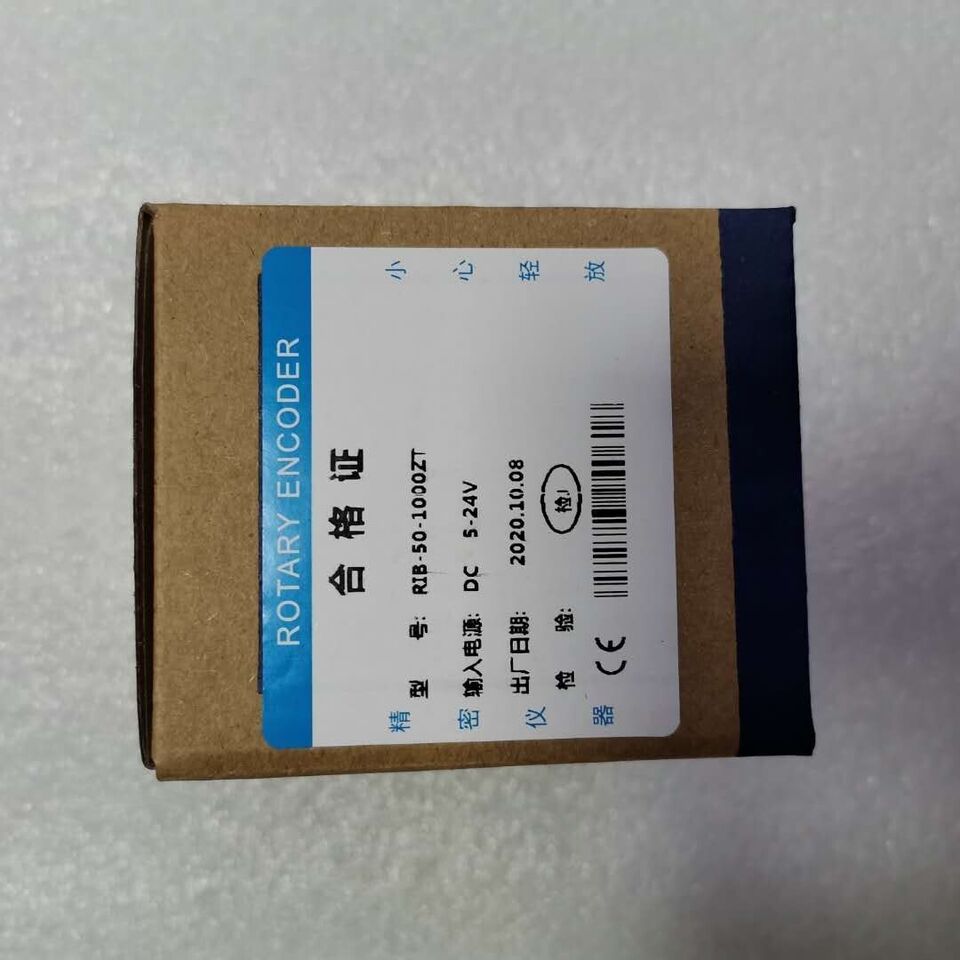 ROTARY ENCODER
合格证
型 号: RIB-50-1000ZT
输入电源: DC 5-24V
出厂日期: 2020.10.08
检 验: 检1
CE
精密仪器
小心轻放